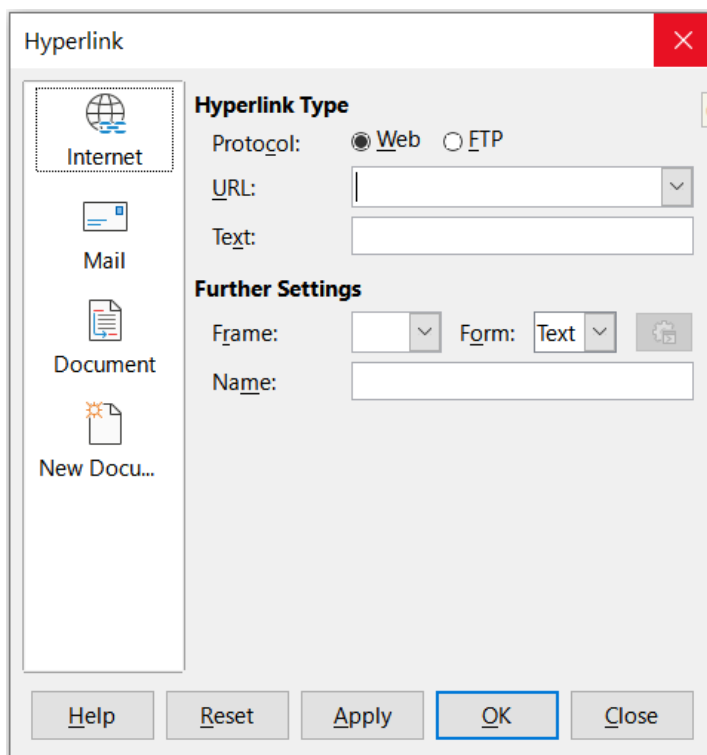 Hyperlink
Internet
Mail
Document
New Docu...
Hyperlink Type
Protocol: Web FTP
URL:
Text:
Further Settings
Frame: Form: Text
Name:
Help Reset Apply OK Close